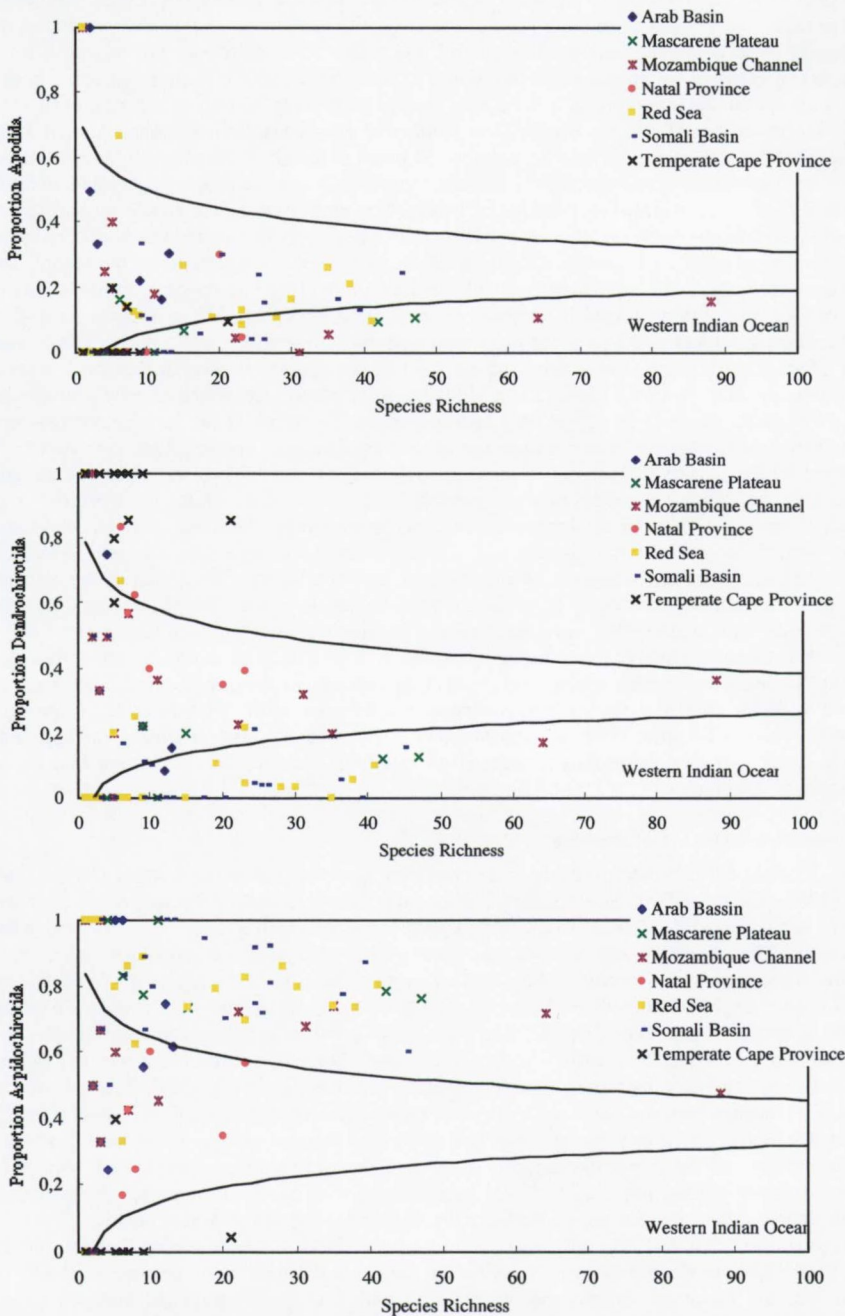 Proportion Apodida
1
0,8
0,6
0,4
0,2
0
0
10
20
30
40
50
60
70
80
90
100
Species Richness
Arab Basin
Mascarene Plateau
Mozambique Channel
Natal Province
Red Sea
Somali Basin
Temperate Cape Province
Western Indian Ocean
Proportion Dendrochirotida
1
0,8
0,6
0,4
0,2
0
0
10
20
30
40
50
60
70
80
90
100
Species Richness
Arab Basin
Mascarene Plateau
Mozambique Channel
Natal Province
Red Sea
Somali Basin
Temperate Cape Province
Western Indian Ocean
Proportion Aspidochirotida
1
0,8
0,6
0,4
0,2
0
0
10
20
30
40
50
60
70
80
90
100
Species Richness
Arab Bassin
Mascarene Plateau
Mozambique Channel
Natal Province
Red Sea
Somali Basin
Temperate Cape Province
Western Indian Ocean